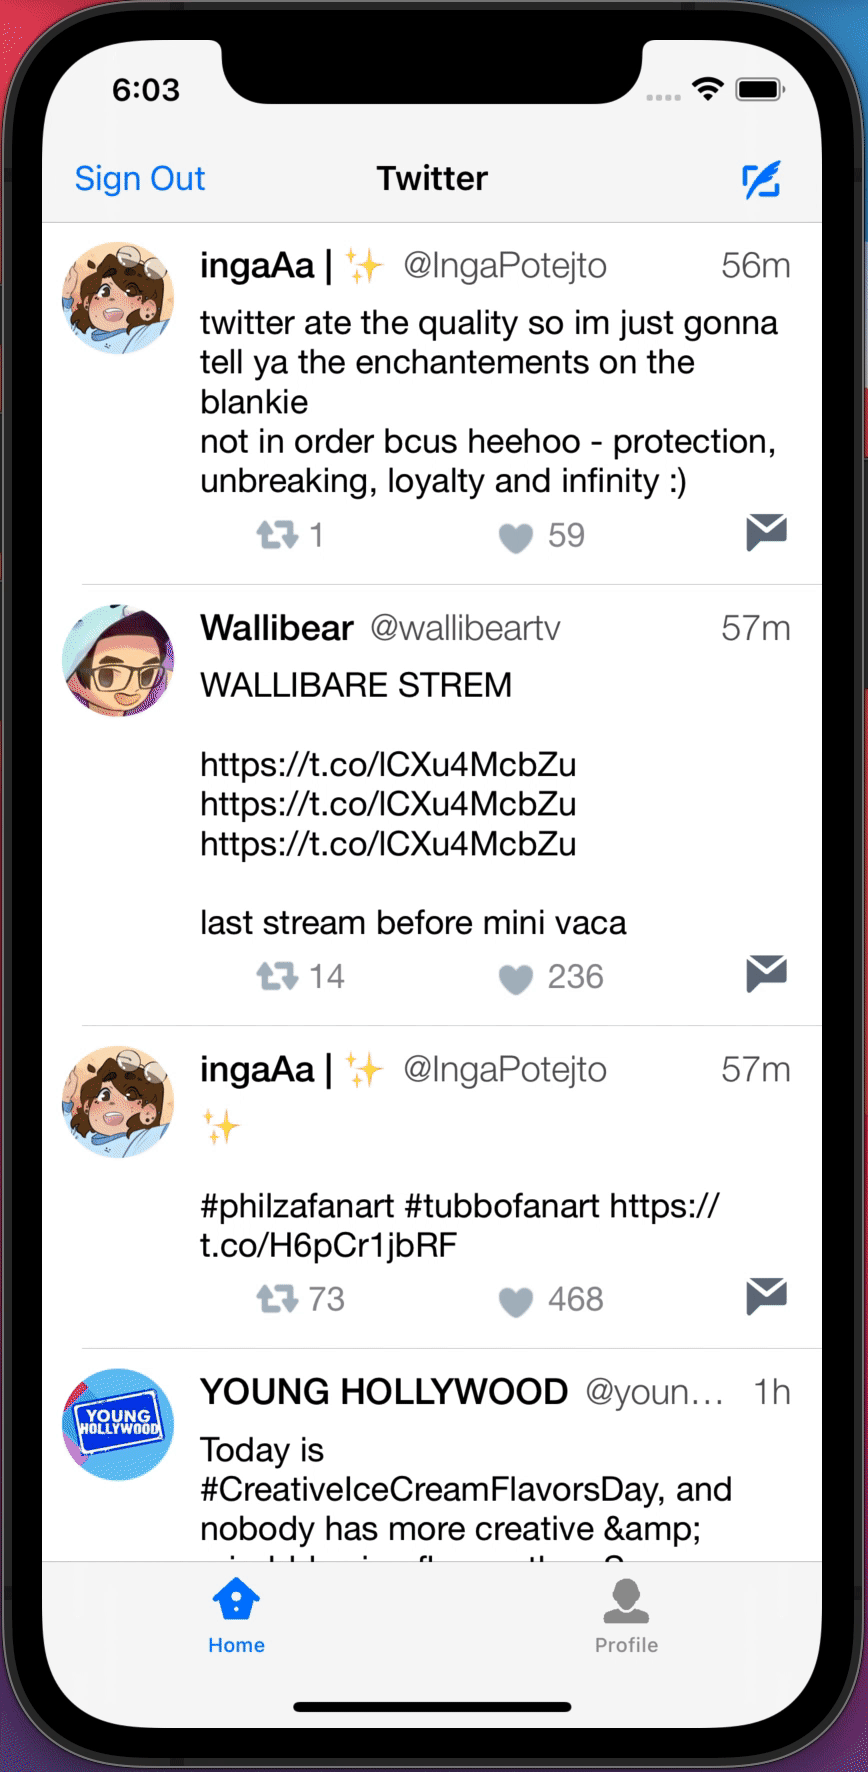 6:03
Sign Out Twitter
ingaAa | ✨ @IngaPotejto 56m
twitter ate the quality so im just gonna
tell ya the enchantements on the
blankie
not in order bcus heehoo - protection,
unbreaking, loyalty and infinity :)
1 59
Wallibear @wallibeartv 57m
WALLIBARE STREM
https://t.co/lCXu4McbZu
https://t.co/lCXu4McbZu
https://t.co/lCXu4McbZu
last stream before mini vaca
14 236
ingaAa | ✨ @IngaPotejto 57m
✨
#philzafanart #tubbofanart https://
t.co/H6pCr1jbRF
73 468
YOUNG HOLLYWOOD @youn... 1h
YOUNG
HOLLYWOOD
Today is
#CreativeIceCreamFlavorsDay, and
nobody has more creative &amp;
Home Profile